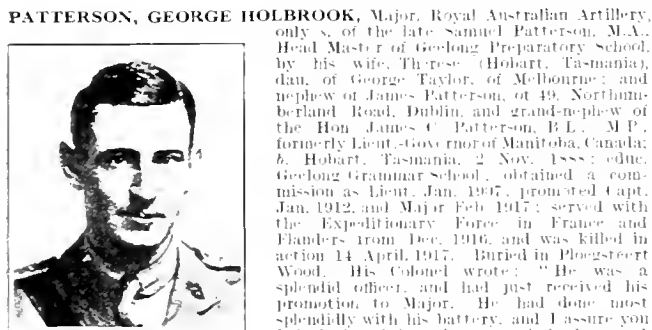 PATTERSON, GEORGE HOLBROOK, Major, Royal Australian Artillery,
only s. of the late Samuel Patterson, M.A.,
Head Master of Geelong Preparatory School,
by his wife, Therese (Hobart, Tasmania),
dau. of George Taylor, of Melbourne; and
nephew of James Patterson, of 49, Northum-
berland Road, Dublin, and grand-nephew of
the Hon James C Patterson, B.L., M P,
formerly Lieut.-Governor of Manitoba, Canada;
b. Hobart, Tasmania, 2 Nov. 1888; educ.
Geelong Grammar School, obtained a com-
mission as Lieut. Jan. 1907, promoted Capt.
Jan. 1912, and Major Feb 1917; served with
the Expeditionary Force in France and
Flanders from Dec. 1916, and was killed in
action 14 April, 1917. Buried in Ploegsteert
Wood. His Colonel wrote: "He was a
splendid officer, and had just received his
promotion to Major. He had done most
splendidly with his battery, and I assure you